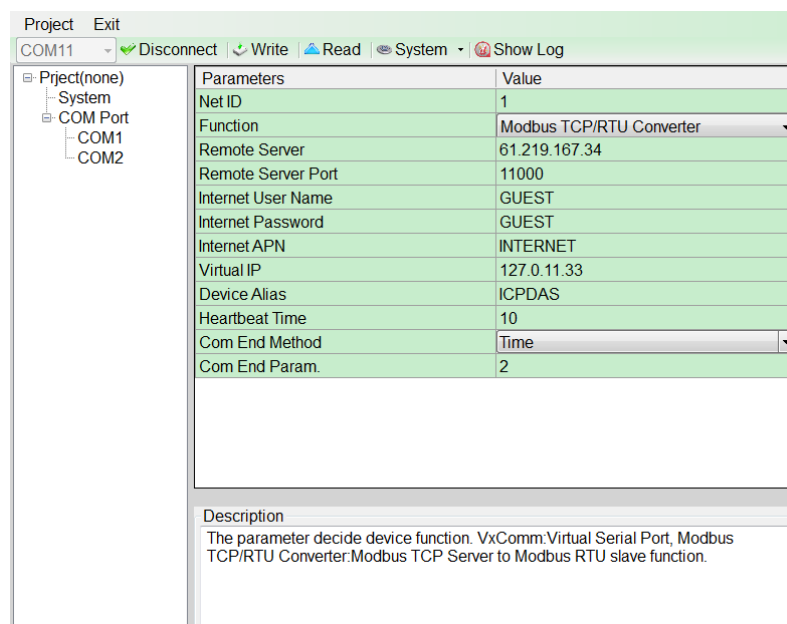 Project Exit
COM11 Disconnect Write Read System Show Log
Prject(none)
System
COM Port
COM1
COM2
Parameters Value
Net ID 1
Function Modbus TCP/RTU Converter
Remote Server 61.219.167.34
Remote Server Port 11000
Internet User Name GUEST
Internet Password GUEST
Internet APN INTERNET
Virtual IP 127.0.11.33
Device Alias ICPDAS
Heartbeat Time 10
Com End Method Time
Com End Param. 2
Description
The parameter decide device function. VxComm:Virtual Serial Port, Modbus
TCP/RTU Converter:Modbus TCP Server to Modbus RTU slave function.